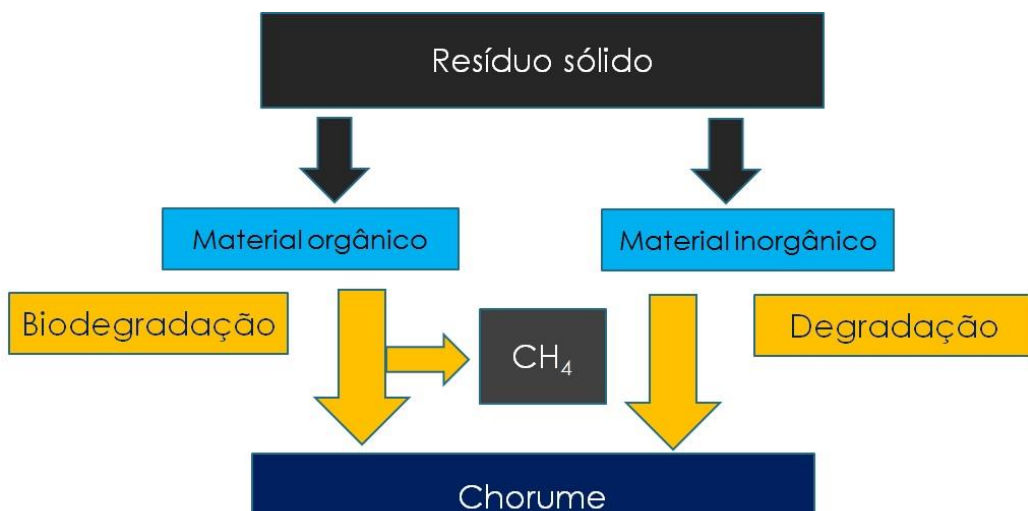 Resíduo sólido
Material orgânico
Material inorgânico
Biodegradação
Degradação
CH₄
Chorume